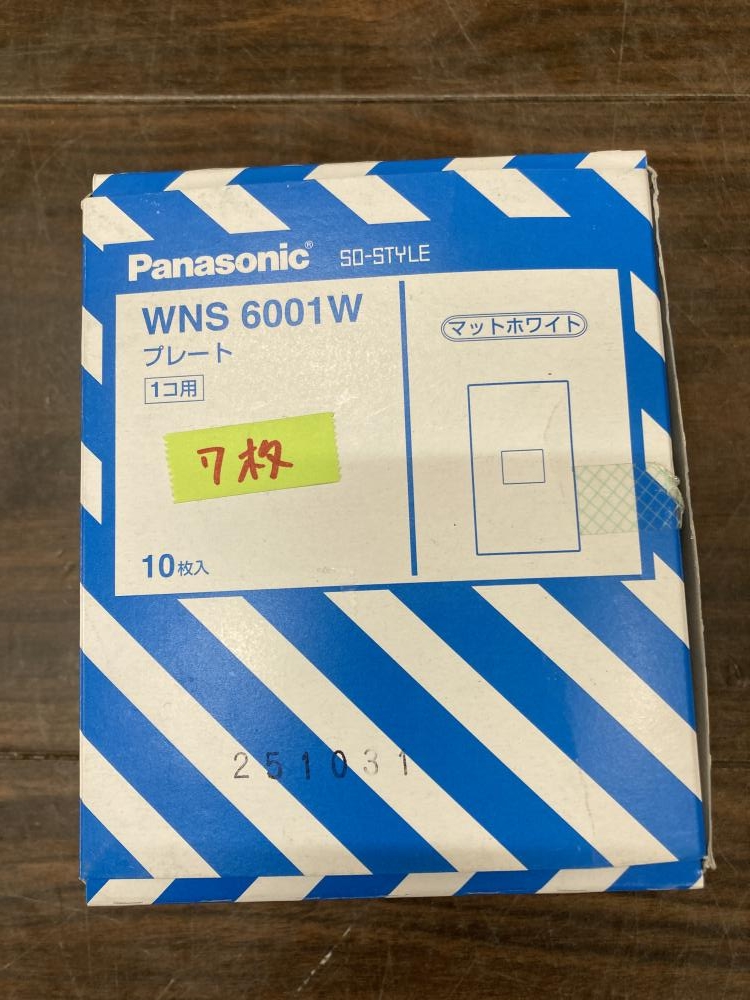 Panasonic® SO-STYLE
WNS 6001W
プレート
1コ用
マットホワイト
7枚
10枚入
251031